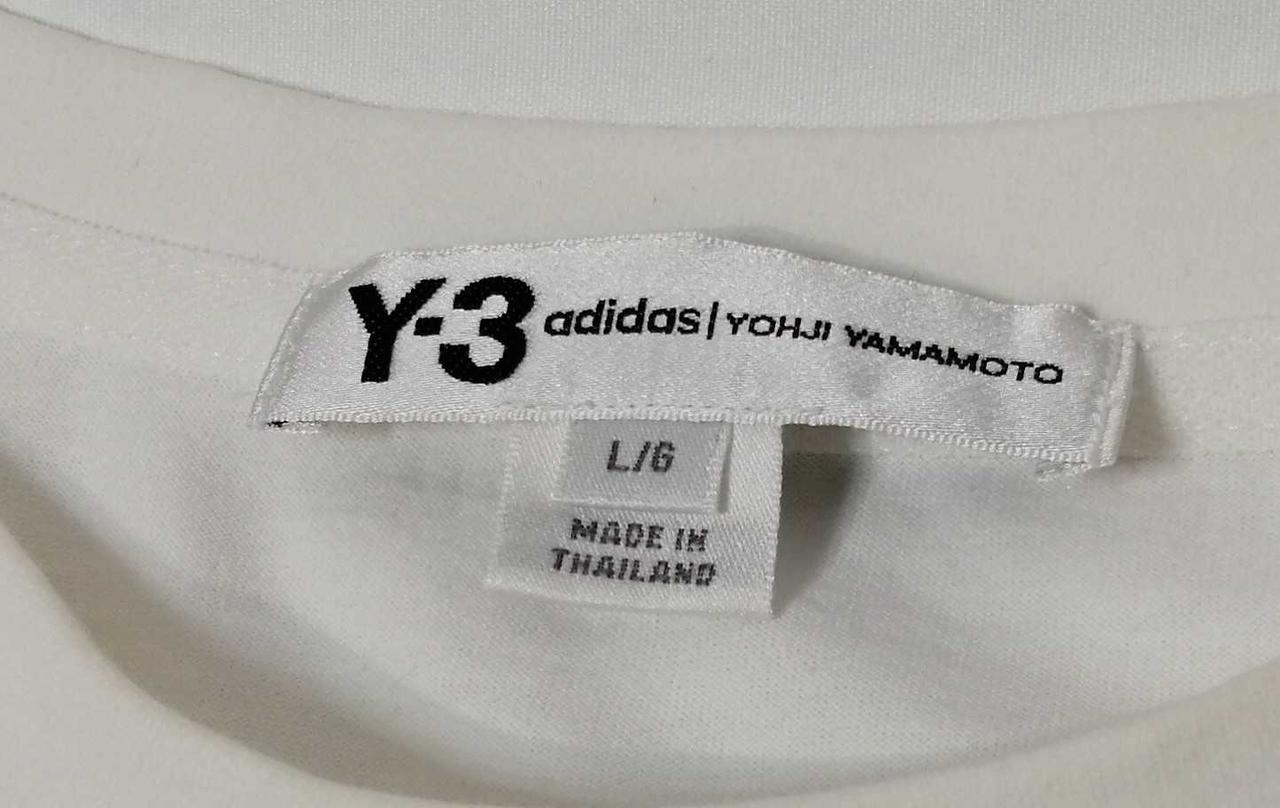 Y-3 adidas | YOHJI YAMAMOTO
L/G
MADE IN
THAILAND